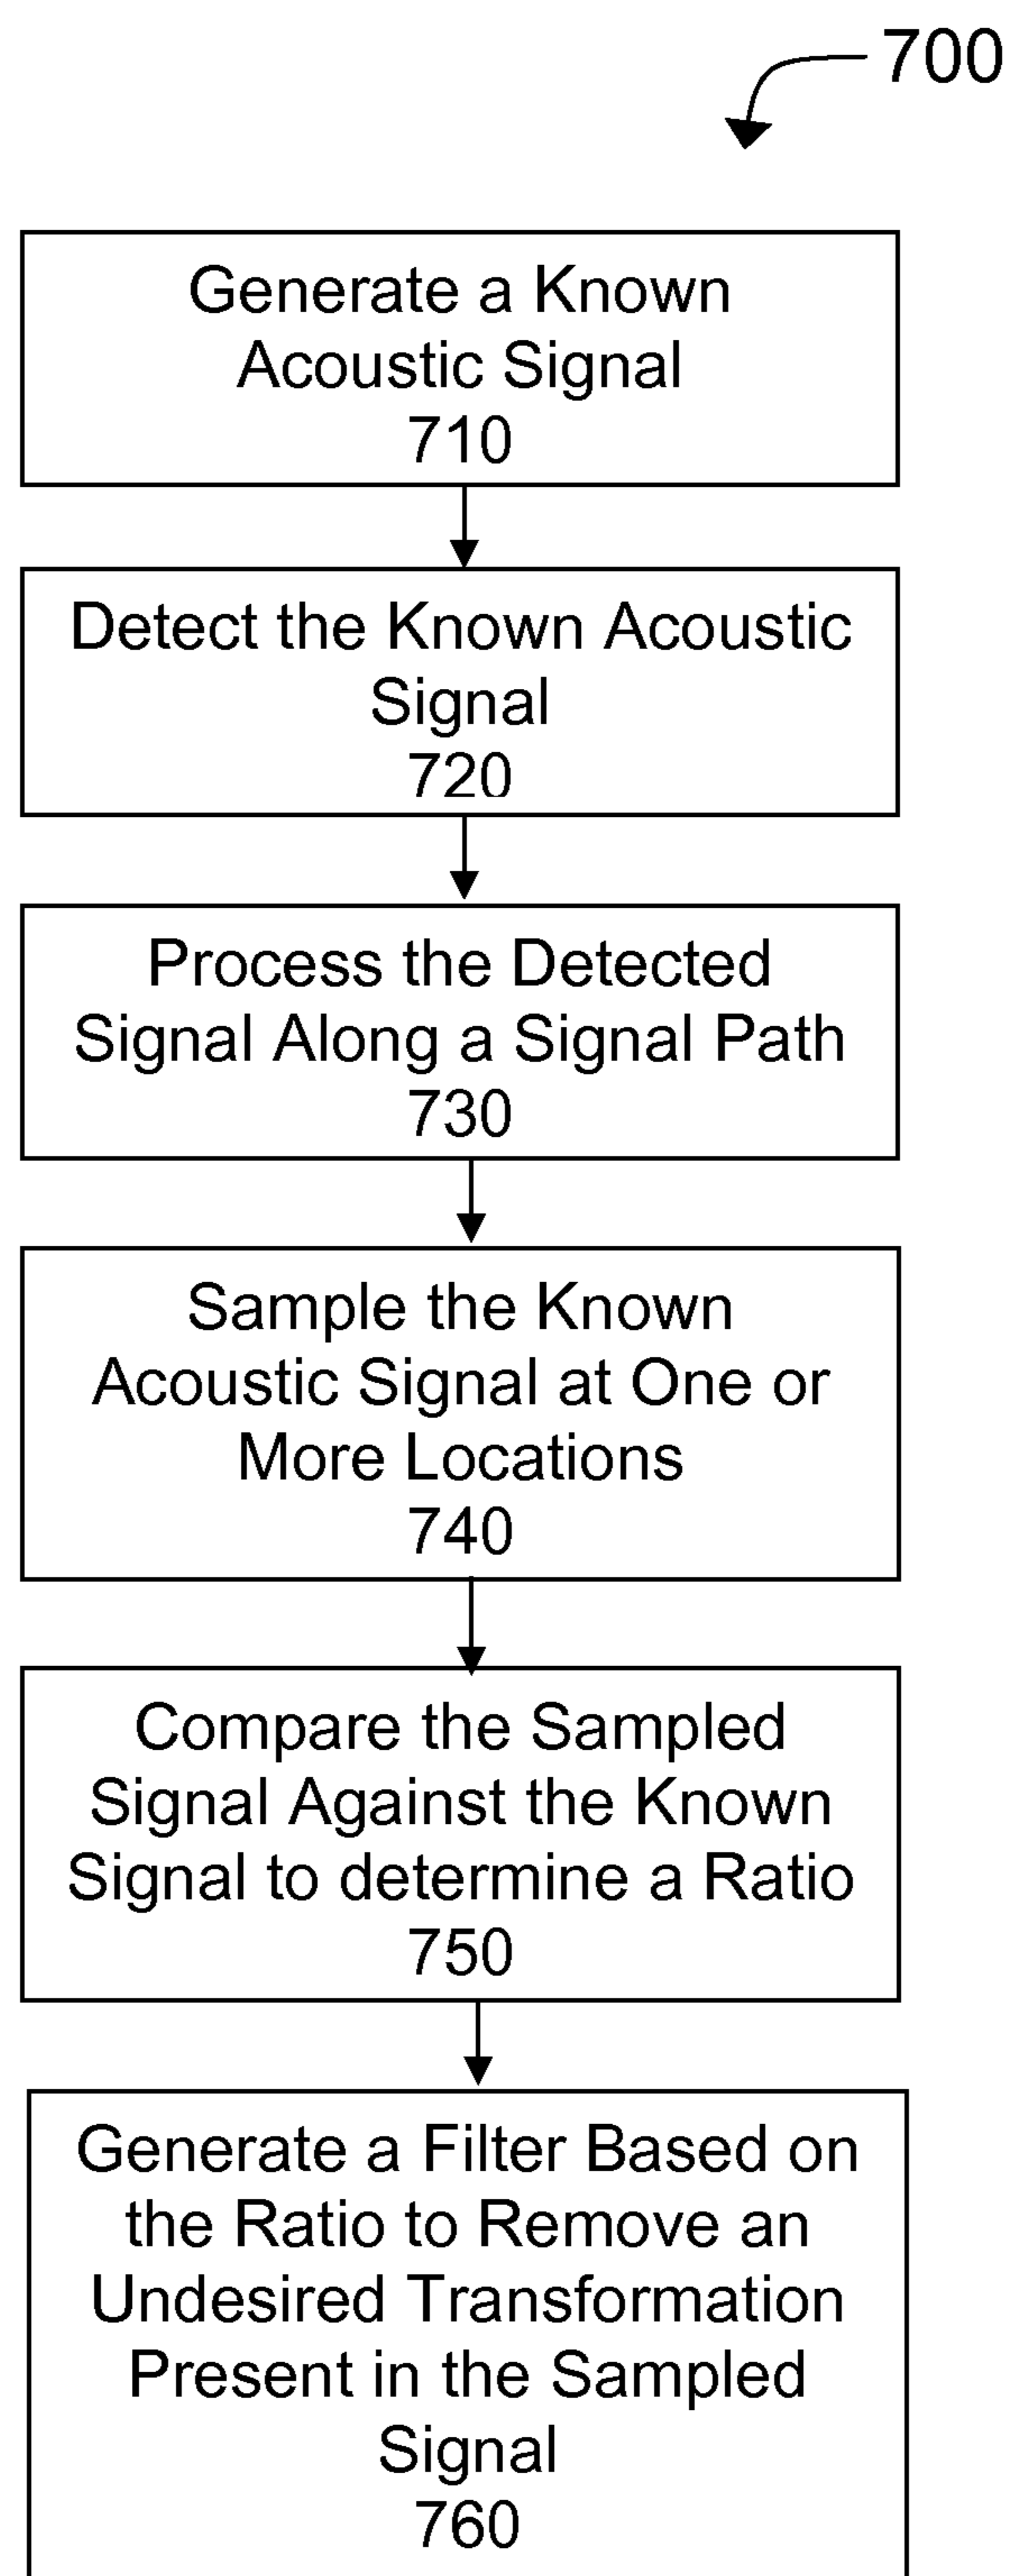 700
Generate a Known
Acoustic Signal
710
Detect the Known Acoustic
Signal
720
Process the Detected
Signal Along a Signal Path
730
Sample the Known
Acoustic Signal at One or
More Locations
740
Compare the Sampled
Signal Against the Known
Signal to determine a Ratio
750
Generate a Filter Based on
the Ratio to Remove an
Undesired Transformation
Present in the Sampled
Signal
760